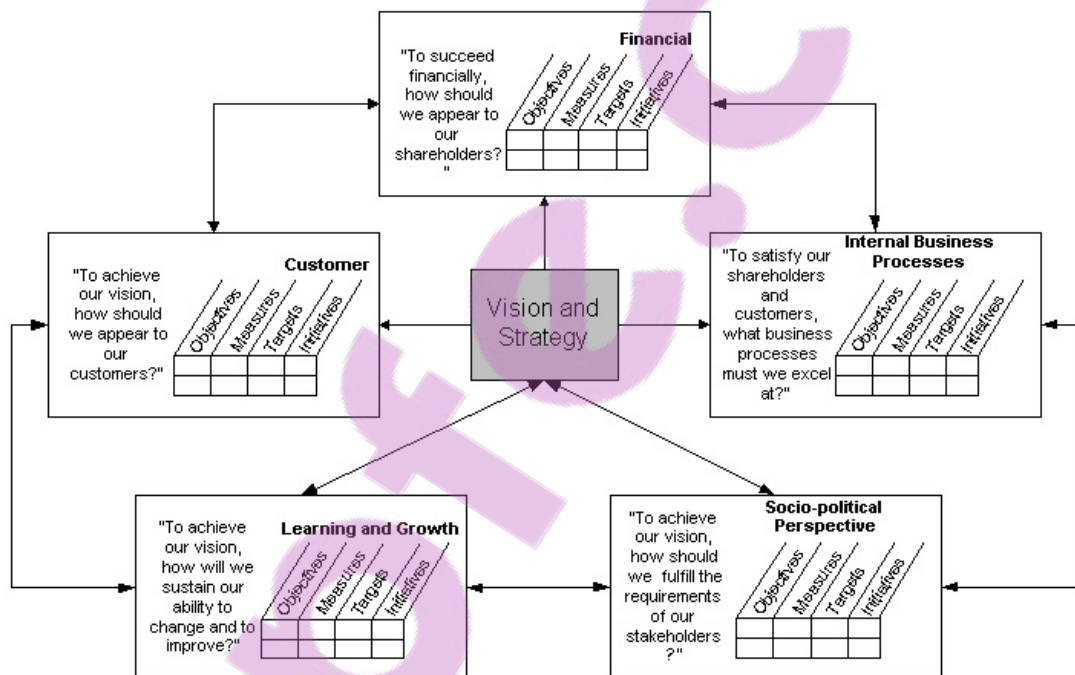 Financial
"To succeed
financially,
how should
we appear to
our
shareholders?
"
Objectives
Measures
Targets
Initiatives
Customer
"To achieve
our vision,
how should
we appear to
our
customers?"
Objectives
Measures
Targets
Initiatives
Vision and
Strategy
Internal Business
Processes
"To satisfy our
shareholders
and
customers,
what business
processes
must we excel
at?"
Objectives
Measures
Targets
Initiatives
Learning and Growth
"To achieve
our vision,
how will we
sustain our
ability to
change and to
improve?"
Objectives
Measures
Targets
Initiatives
Socio-political
Perspective
"To achieve
our vision,
how should
we fulfill the
requirements
of our
stakeholders
?"
Objectives
Measures
Targets
Initiatives